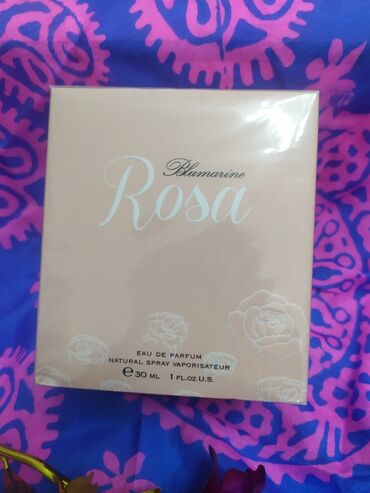 Blumarine
Rosa
EAU DE PARFUM
NATURAL SPRAY VAPORISATEUR
℮ 30 ML 1 FL.OZ.U.S.